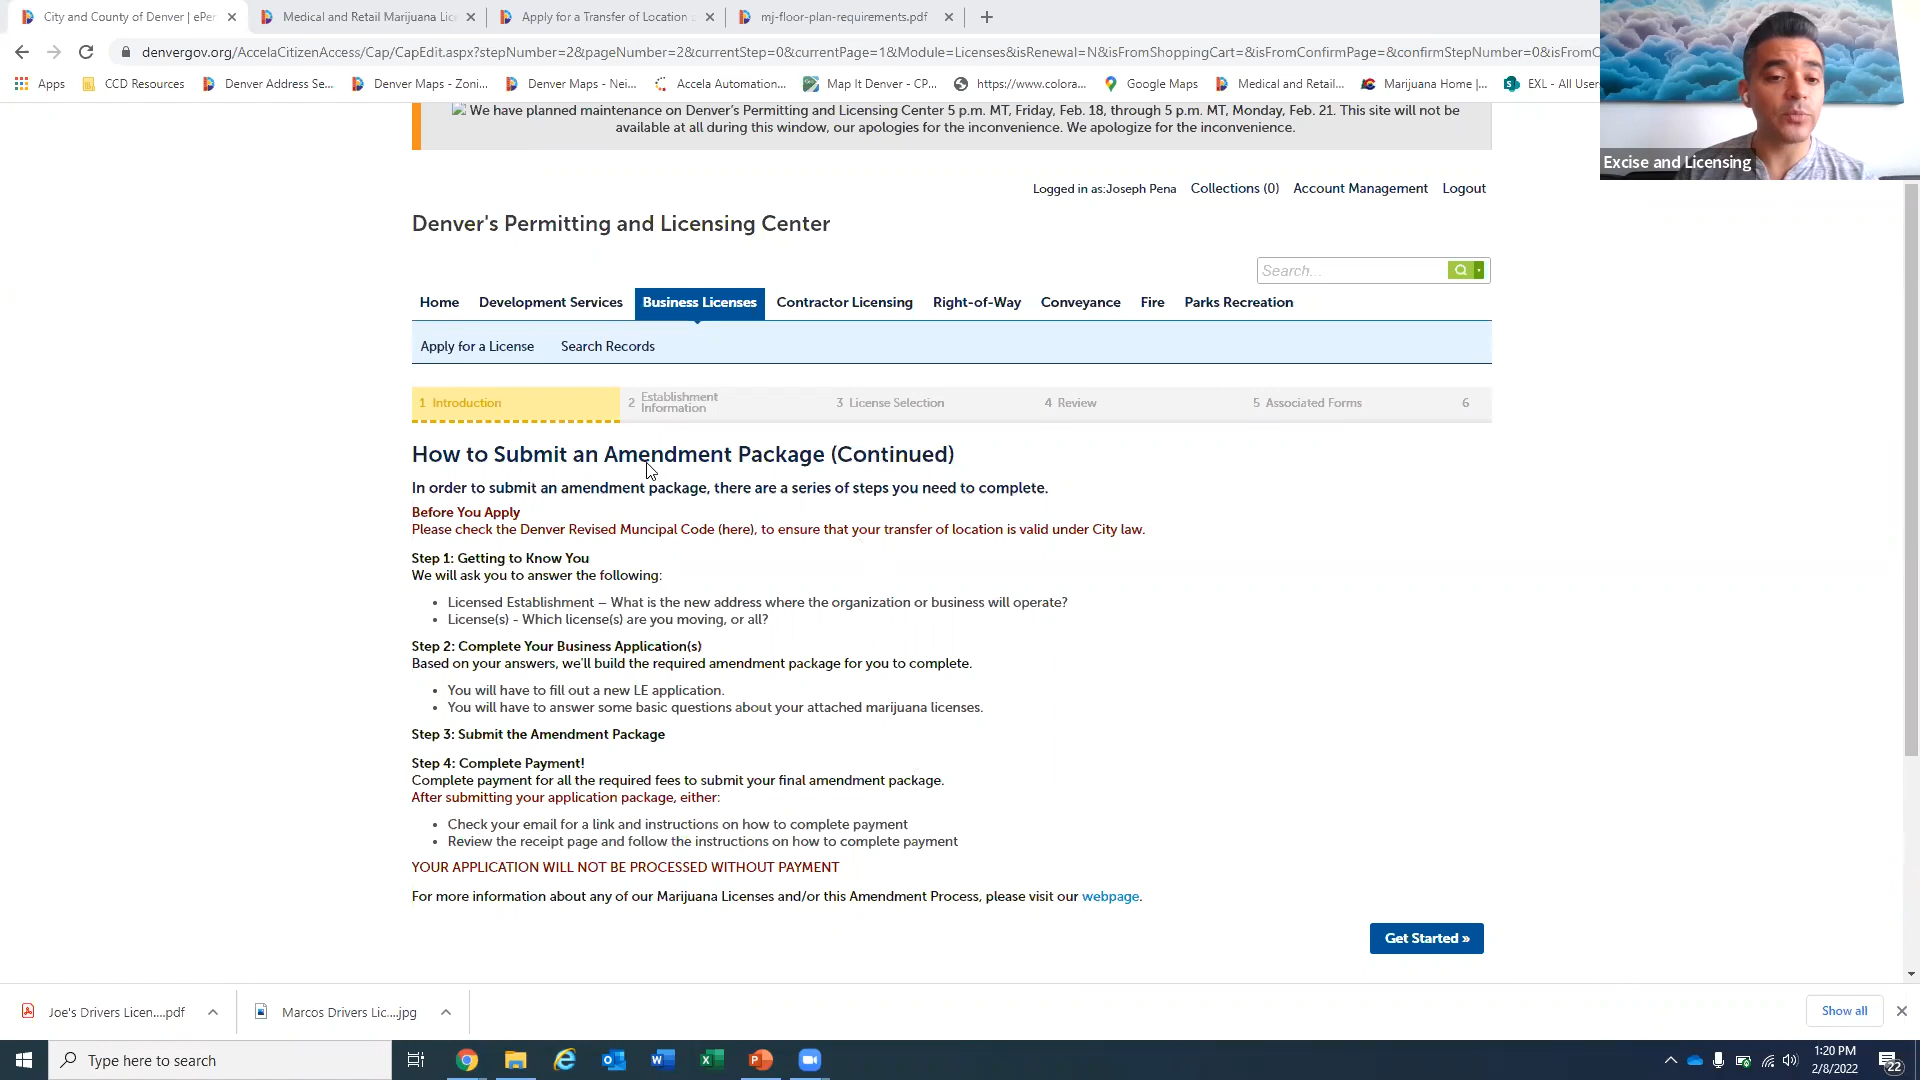 City and County of Denver | ePer
Medical and Retail Marijuana Lic
Apply for a Transfer of Location
mj-floor-plan-requirements.pdf
denvergov.org/AccelaCitizenAccess/Cap/CapEdit.aspx?stepNumber=2&pageNumber=2&currentStep=0&currentPage=1&Module=Licenses&isRenewal=N&isFromShoppingCart=&isFromConfirmPage=&confirmStepNumber=0&isFromC
Apps CCD Resources Denver Address Se... Denver Maps - Zoni... Denver Maps - Nei... Accela Automation... Map It Denver - CP... https://www.colora... Google Maps Medical and Retail... Marijuana Home |... EXL - All User
Excise and Licensing
We have planned maintenance on Denver's Permitting and Licensing Center 5 p.m. MT, Friday, Feb. 18, through 5 p.m. MT, Monday, Feb. 21. This site will not be
available at all during this window, our apologies for the inconvenience. We apologize for the inconvenience.
Logged in as:Joseph Pena Collections (0) Account Management Logout
Denver's Permitting and Licensing Center
Search...
Home Development Services Business Licenses Contractor Licensing Right-of-Way Conveyance Fire Parks Recreation
Apply for a License Search Records
1 Introduction
2 Establishment
Information
3 License Selection
4 Review
5 Associated Forms
6
How to Submit an Amendment Package (Continued)
In order to submit an amendment package, there are a series of steps you need to complete.
Before You Apply
Please check the Denver Revised Muncipal Code (here), to ensure that your transfer of location is valid under City law.
Step 1: Getting to Know You
We will ask you to answer the following:
• Licensed Establishment – What is the new address where the organization or business will operate?
• License(s) - Which license(s) are you moving, or all?
Step 2: Complete Your Business Application(s)
Based on your answers, we'll build the required amendment package for you to complete.
• You will have to fill out a new LE application.
• You will have to answer some basic questions about your attached marijuana licenses.
Step 3: Submit the Amendment Package
Step 4: Complete Payment!
Complete payment for all the required fees to submit your final amendment package.
After submitting your application package, either:
• Check your email for a link and instructions on how to complete payment
• Review the receipt page and follow the instructions on how to complete payment
YOUR APPLICATION WILL NOT BE PROCESSED WITHOUT PAYMENT
For more information about any of our Marijuana Licenses and/or this Amendment Process, please visit our webpage.
Get Started »
Joe's Drivers Licen....pdf
Marcos Drivers Lic....jpg
Show all
Type here to search
1:20 PM
2/8/2022
22